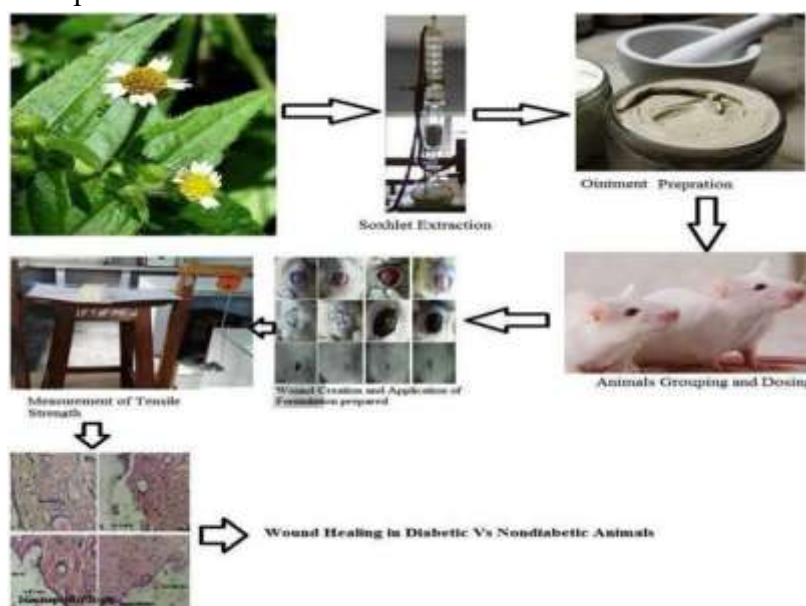 Soxhlet Extraction
Ointment Prepration
Animals Grouping and Dosing
Wound Creation and Application of
Formulation prepared
Measurement of Tensile
Strength
Wound Healing in Diabetic Vs Nondiabetic Animals